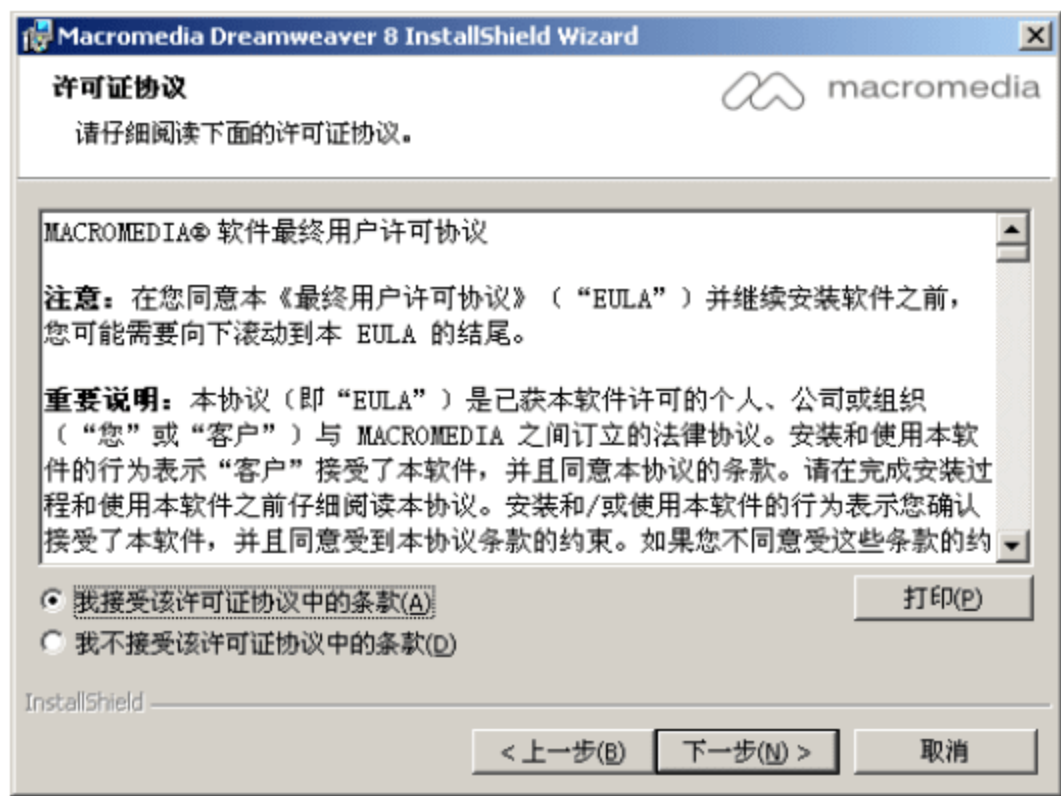 Macromedia Dreamweaver 8 InstallShield Wizard
许可证协议
macromedia
请仔细阅读下面的许可证协议。
MACROMEDIA® 软件最终用户许可协议
注意：在您同意本《最终用户许可协议》（“EULA”）并继续安装软件之前，
您可能需要向下滚动到本 EULA 的结尾。
重要说明：本协议（即“EULA”）是已获本软件许可的个人、公司或组织
（“您”或“客户”）与 MACROMEDIA 之间订立的法律协议。安装和使用本软
件的行为表示“客户”接受了本软件，并且同意本协议的条款。请在完成安装过
程和使用本软件之前仔细阅读本协议。安装和/或使用本软件的行为表示您确认
接受了本软件，并且同意受到本协议条款的约束。如果您不同意受这些条款的约
我接受该许可证协议中的条款(A)
打印(P)
我不接受该许可证协议中的条款(D)
InstallShield
< 上一步(B)
下一步(N) >
取消